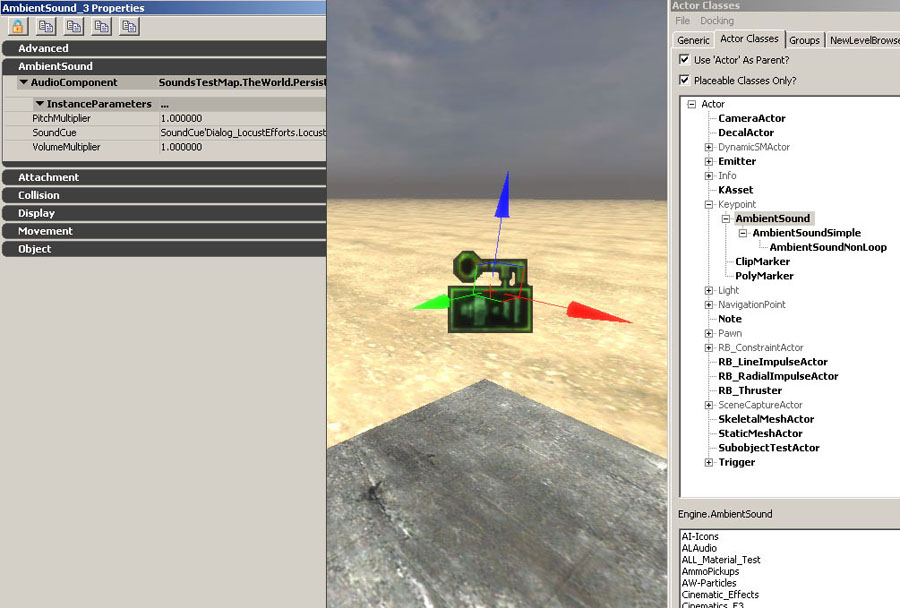 AmbientSound_3 Properties
Advanced
AmbientSound
AudioComponent SoundsTestMap.TheWorld.Persist
InstanceParameters ...
PitchMultiplier 1.000000
SoundCue SoundCue'Dialog_LocustEfforts.Locust
VolumeMultiplier 1.000000
Attachment
Collision
Display
Movement
Object
Actor Classes
File Docking
Generic Actor Classes Groups NewLevelBrowse
Use 'Actor' As Parent?
Placeable Classes Only?
Actor
CameraActor
DecalActor
DynamicSMActor
Emitter
Info
KAsset
Keypoint
AmbientSound
AmbientSoundSimple
AmbientSoundNonLoop
ClipMarker
PolyMarker
Light
NavigationPoint
Note
Pawn
RB_ConstraintActor
RB_LineImpulseActor
RB_RadialImpulseActor
RB_Thruster
SceneCaptureActor
SkeletalMeshActor
StaticMeshActor
SubobjectTestActor
Trigger
Engine.AmbientSound
AI-Icons
ALAudio
ALL_Material_Test
AmmoPickups
AW-Particles
Cinematic_Effects
Cinematics_E3